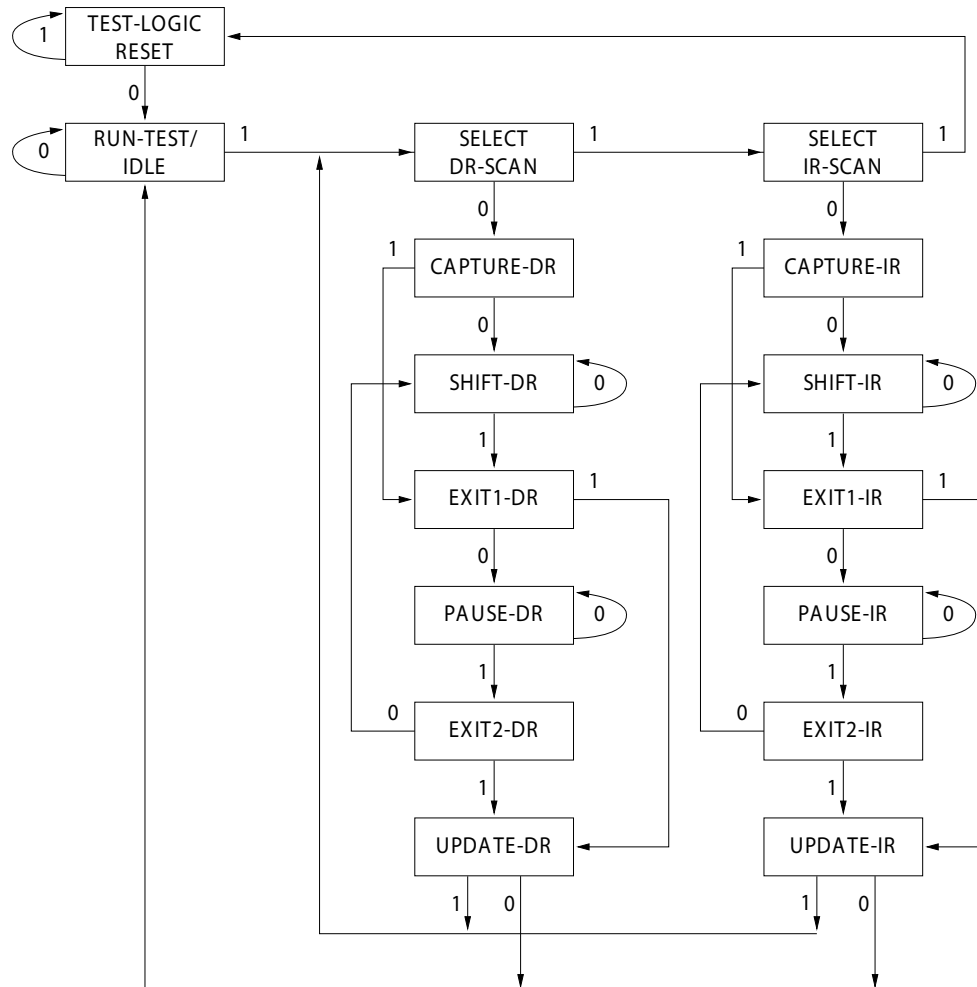 TEST-LOGIC
RESET
1
0
RUN-TEST/
IDLE
0
1
SELECT
DR-SCAN
1
SELECT
IR-SCAN
1
0
0
1
CAPTURE-DR
1
CAPTURE-IR
0
0
SHIFT-DR
0
SHIFT-IR
0
1
1
EXIT1-DR
1
EXIT1-IR
1
0
0
PAUSE-DR
0
PAUSE-IR
0
1
1
0
EXIT2-DR
0
EXIT2-IR
1
1
UPDATE-DR
UPDATE-IR
1
0
1
0